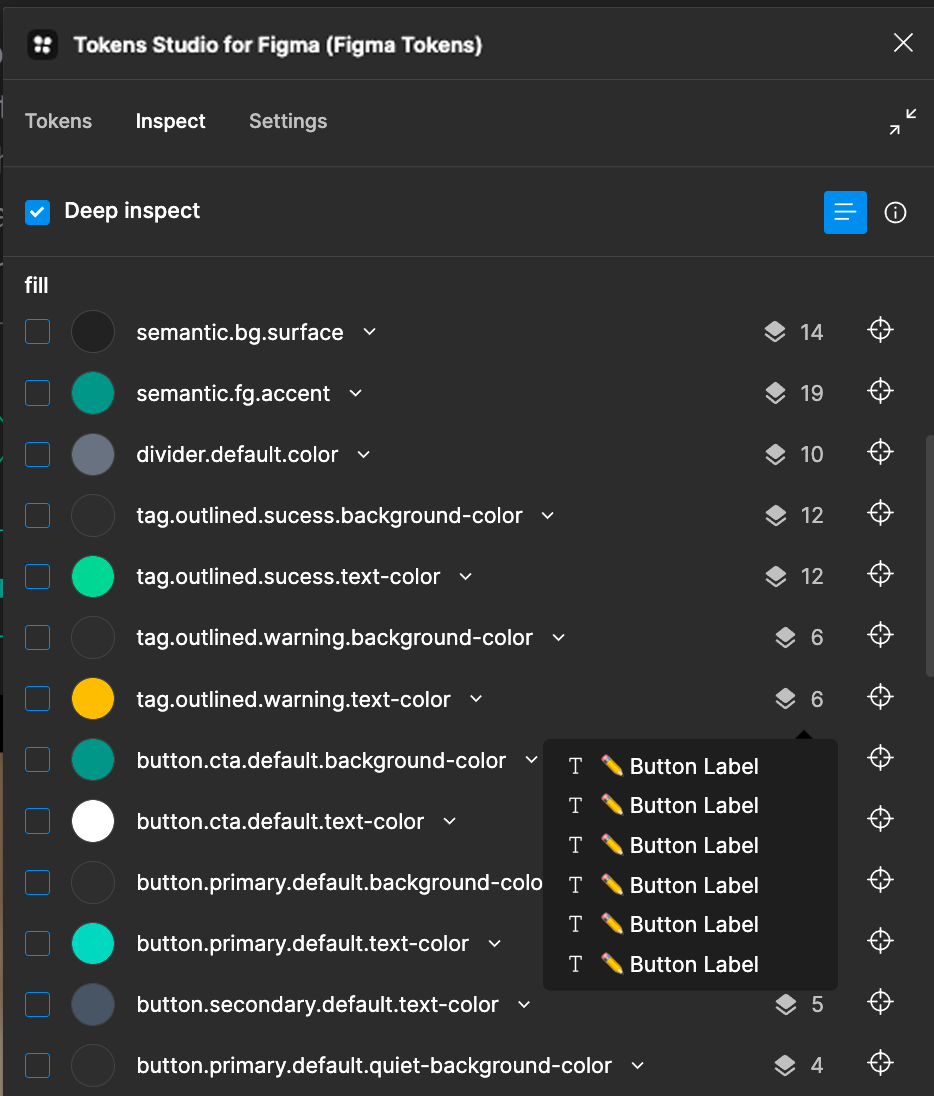 Tokens Studio for Figma (Figma Tokens)
Tokens Inspect Settings
Deep inspect
fill
semantic.bg.surface 14
semantic.fg.accent 19
divider.default.color 10
tag.outlined.sucess.background-color 12
tag.outlined.sucess.text-color 12
tag.outlined.warning.background-color 6
tag.outlined.warning.text-color 6
button.cta.default.background-color
button.cta.default.text-color
button.primary.default.background-colo
button.primary.default.text-color
T ✏️ Button Label
T ✏️ Button Label
T ✏️ Button Label
T ✏️ Button Label
T ✏️ Button Label
T ✏️ Button Label
button.secondary.default.text-color 5
button.primary.default.quiet-background-color 4